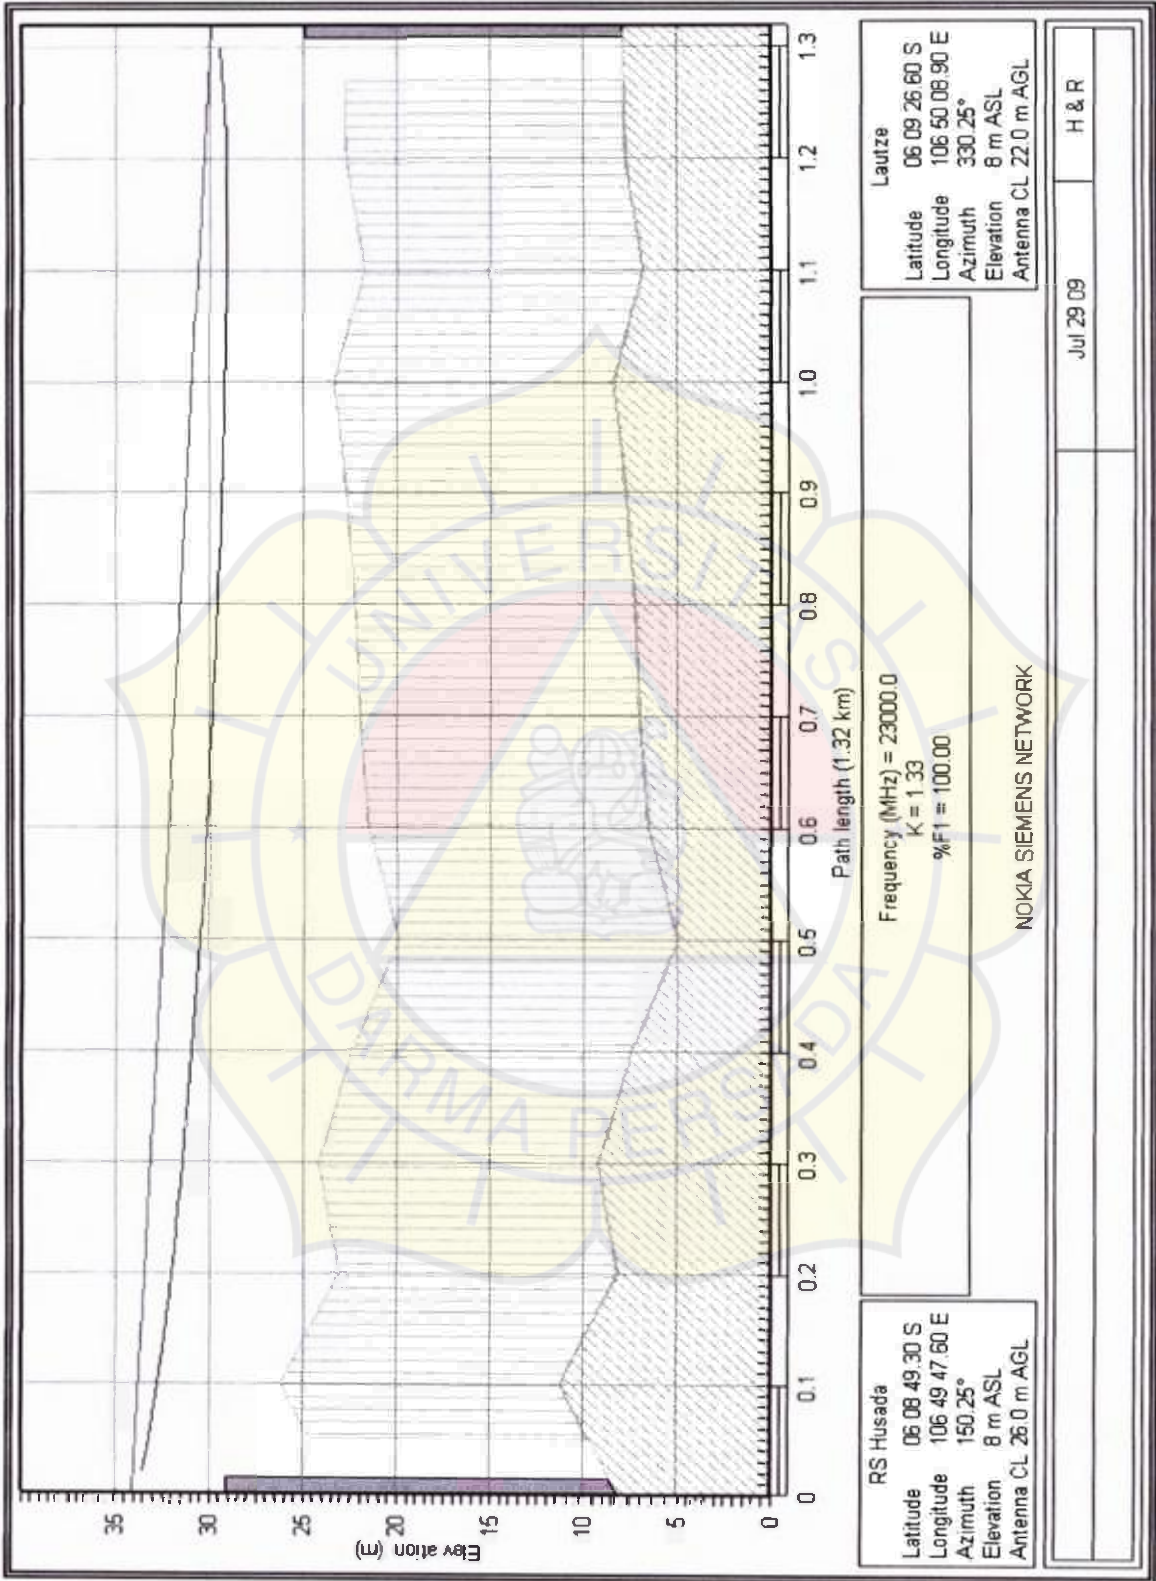 Elevation (m)
35
30
25
20
15
10
5
0
0 0.1 0.2 0.3 0.4 0.5 0.6 0.7 0.8 0.9 1.0 1.1 1.2 1.3
Path length (1.32 km)
RS Husada
Latitude 06 08 49.30 S
Longitude 106 49 47.60 E
Azimuth 150.25°
Elevation 8 m ASL
Antenna CL 26.0 m AGL
Frequency (MHz) = 23000.0
K = 1.33
%F1 = 100.00
Lautze
Latitude 06 09 26.60 S
Longitude 106 50 08.90 E
Azimuth 330.25°
Elevation 8 m ASL
Antenna CL 22.0 m AGL
NOKIA SIEMENS NETWORK
Jul 29 09
H & R
UNIVERSITAS
DARMA PERSADA